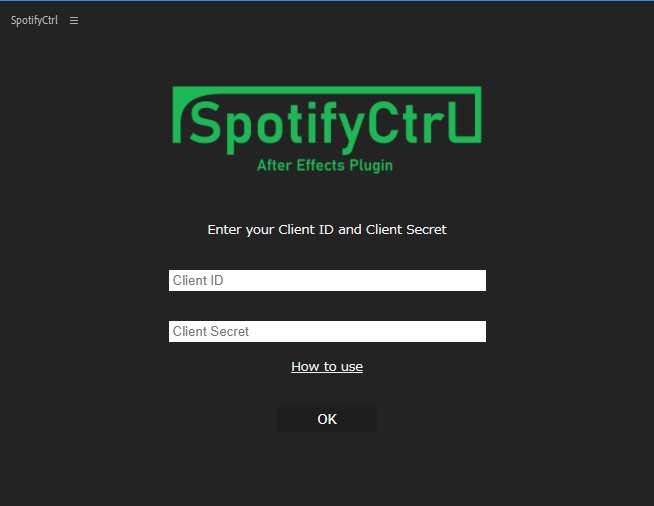 SpotifyCtrl
SpotifyCtrl
After Effects Plugin
Enter your Client ID and Client Secret
Client ID
Client Secret
How to use
OK